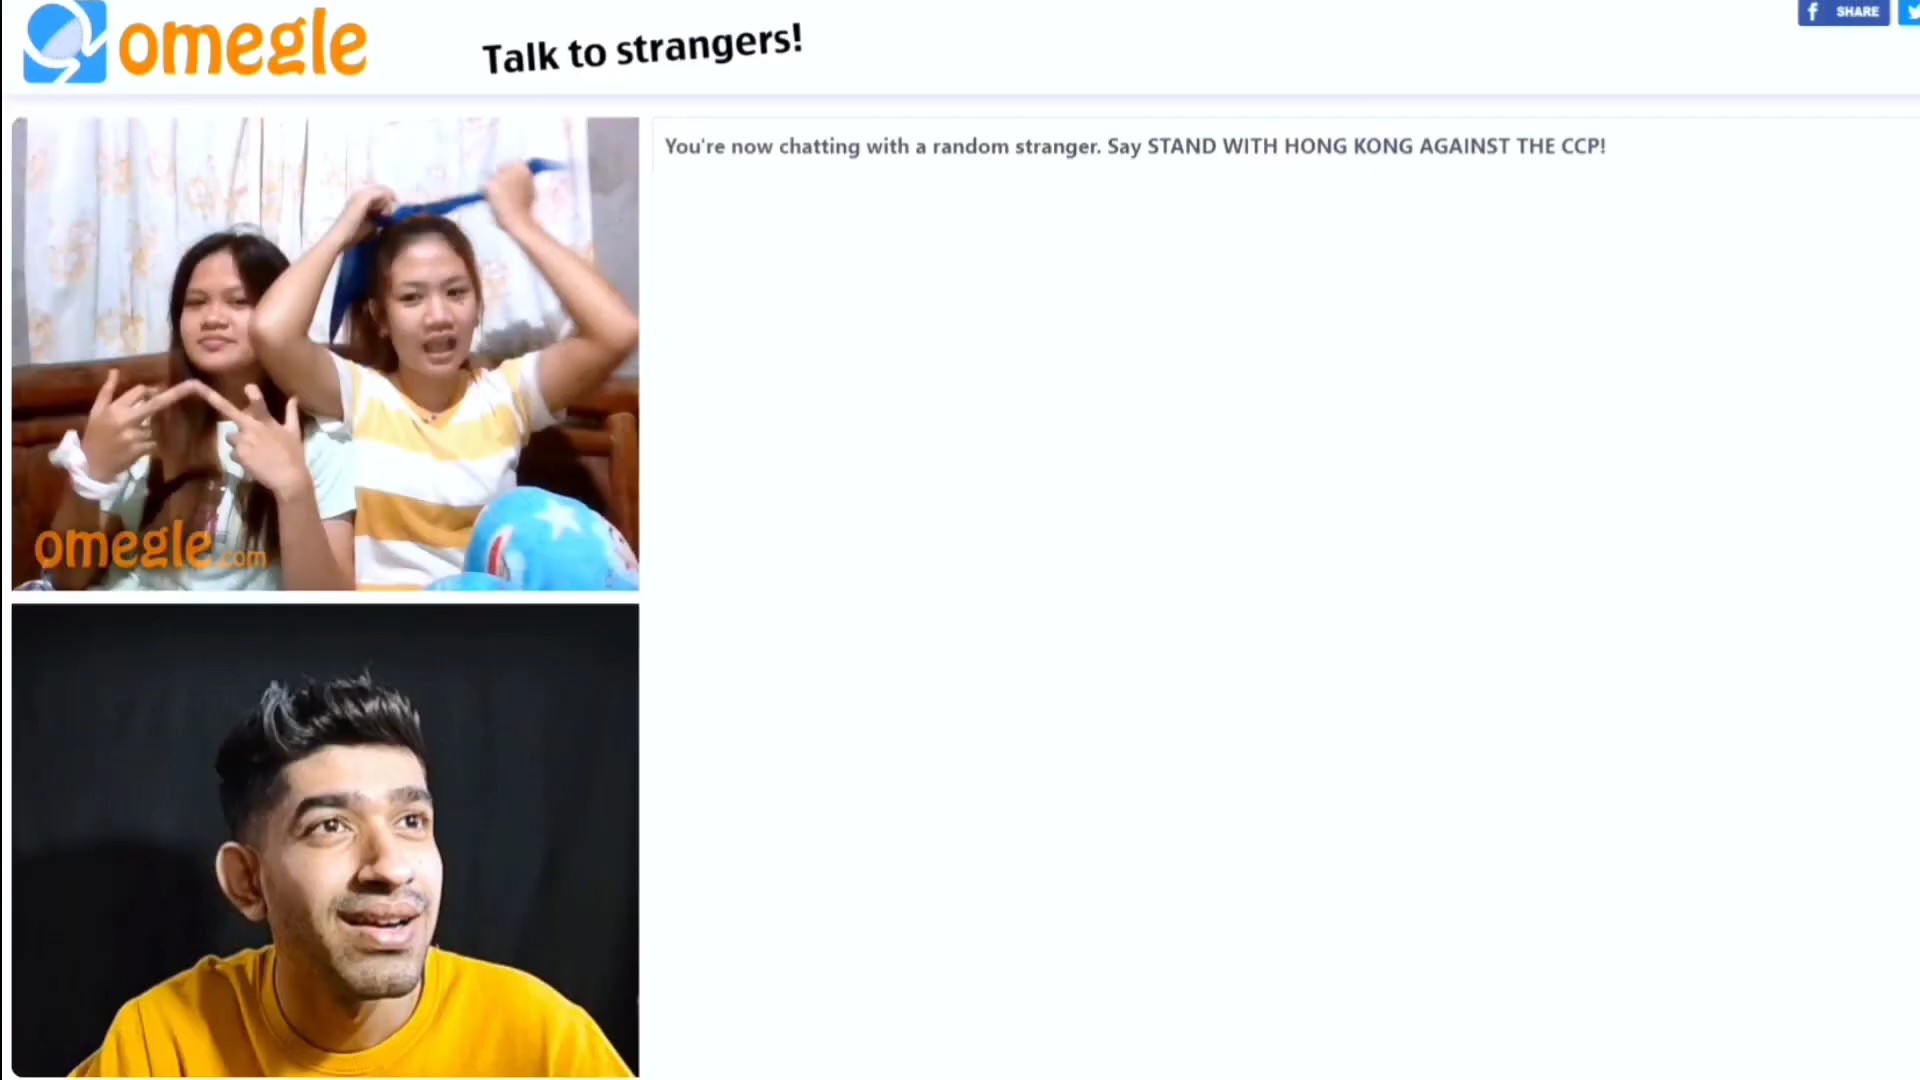 omegle
Talk to strangers!
SHARE
You're now chatting with a random stranger. Say STAND WITH HONG KONG AGAINST THE CCP!
omegle.com